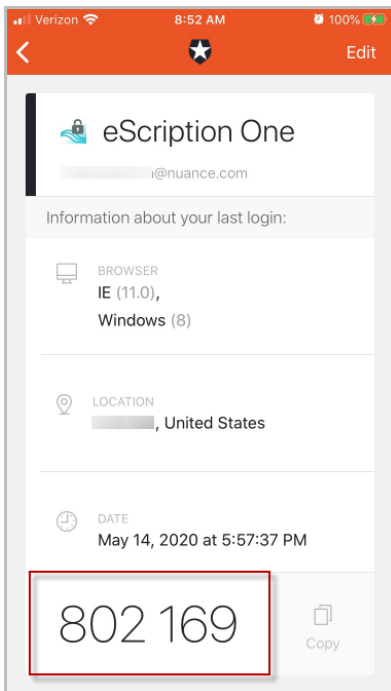 Verizon 8:52 AM 100%
Edit
eScription One
@nuance.com
Information about your last login:
BROWSER
IE (11.0),
Windows (8)
LOCATION
, United States
DATE
May 14, 2020 at 5:57:37 PM
802 169
Copy